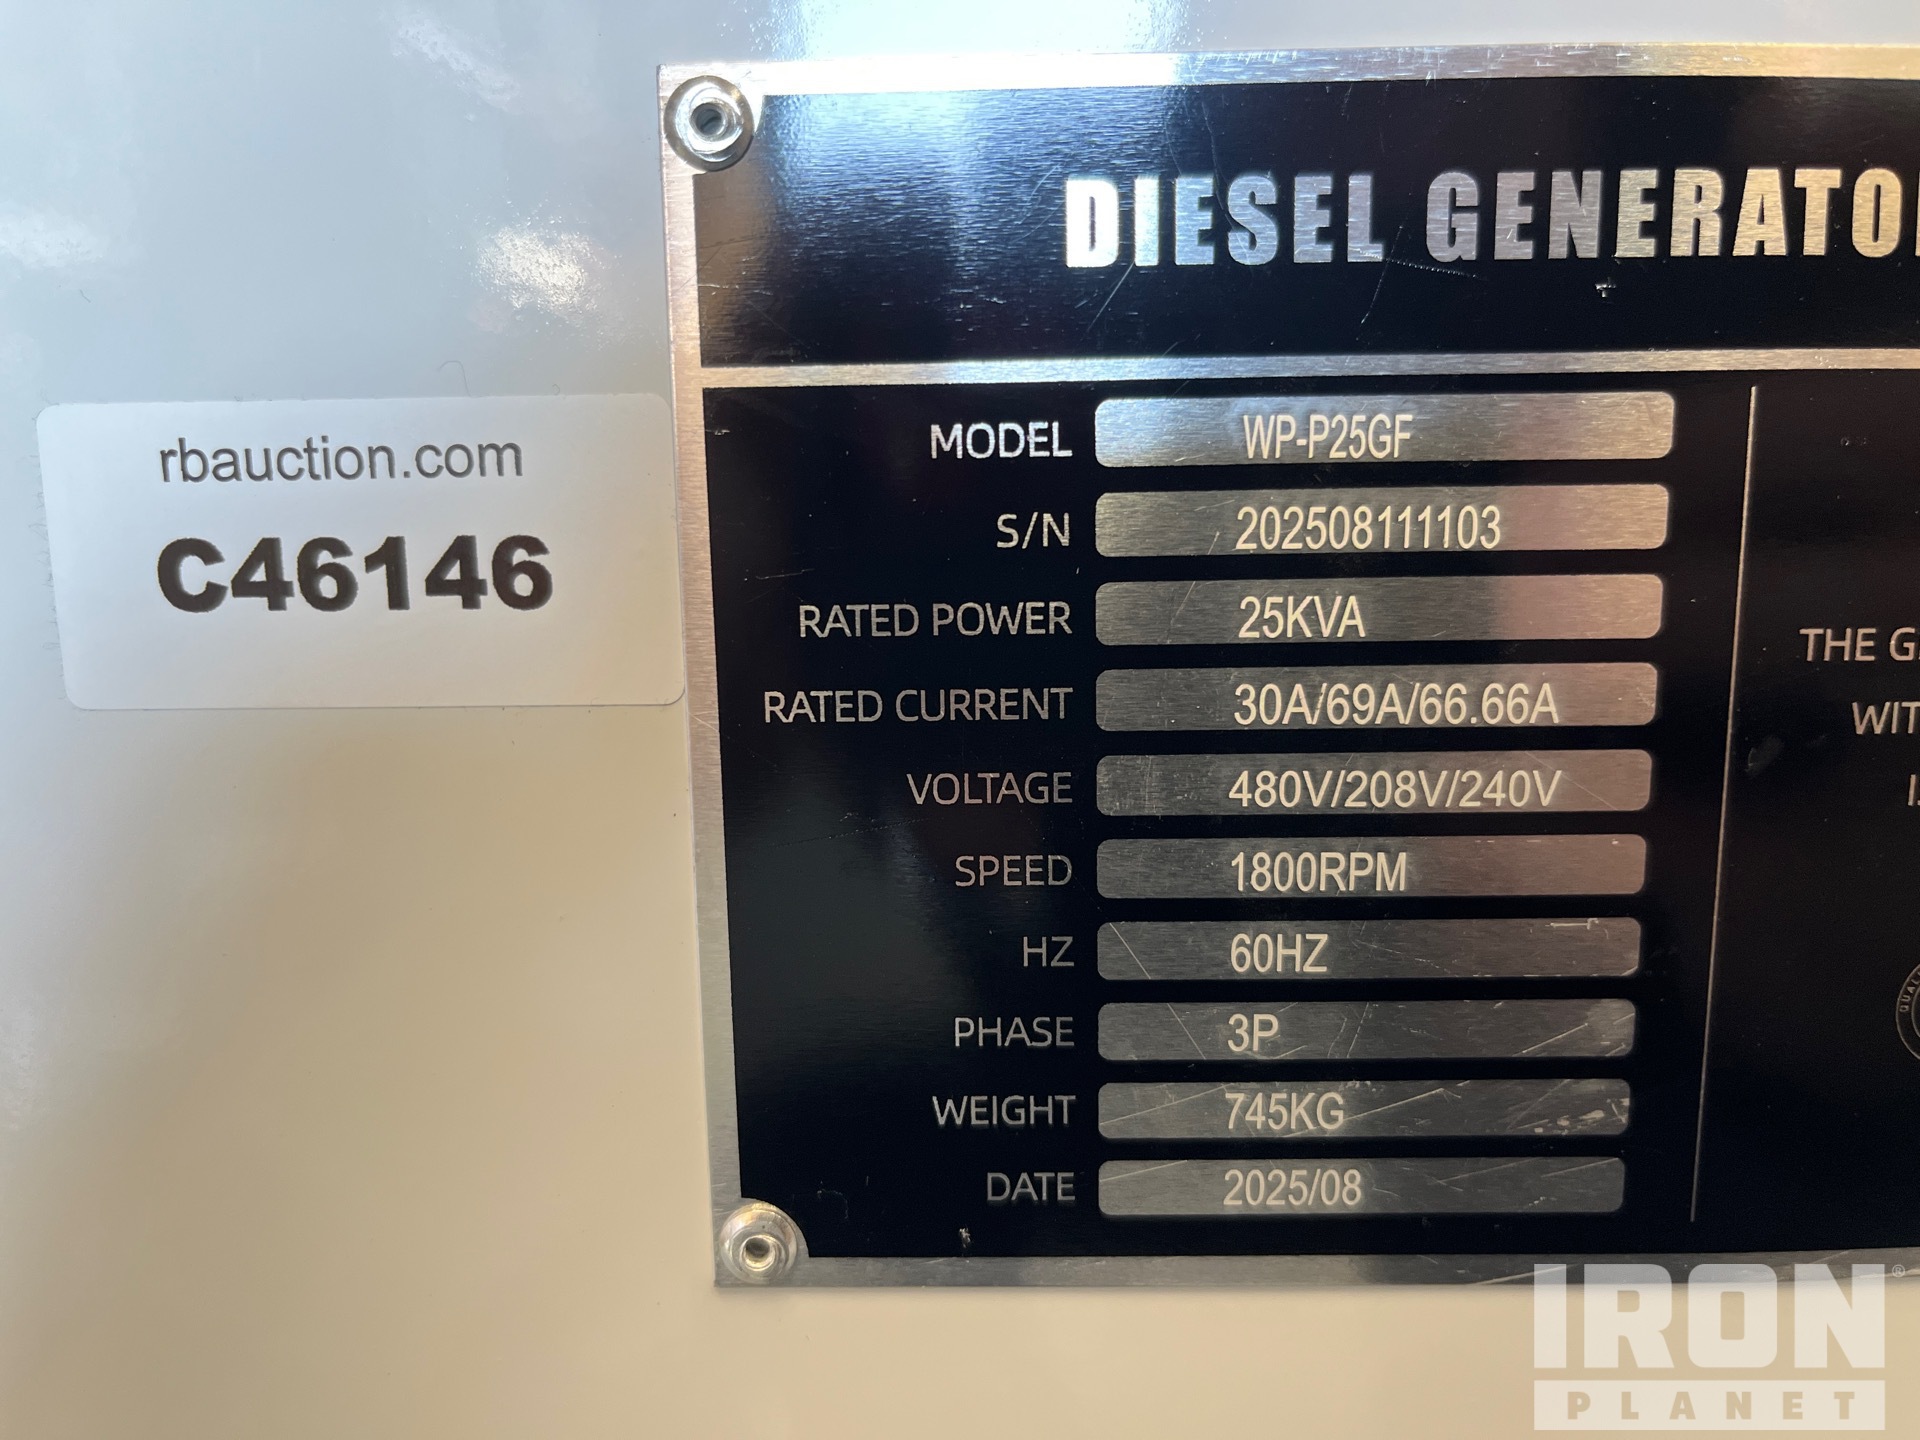 DIESEL GENERATO
rbauction.com
C46146
MODEL WP-P25GF
S/N 202508111103
RATED POWER 25KVA
RATED CURRENT 30A/69A/66.66A
VOLTAGE 480V/208V/240V
SPEED 1800RPM
HZ 60HZ
PHASE 3P
WEIGHT 745KG
DATE 2025/08
THE G
WIT
IRON®
PLANET